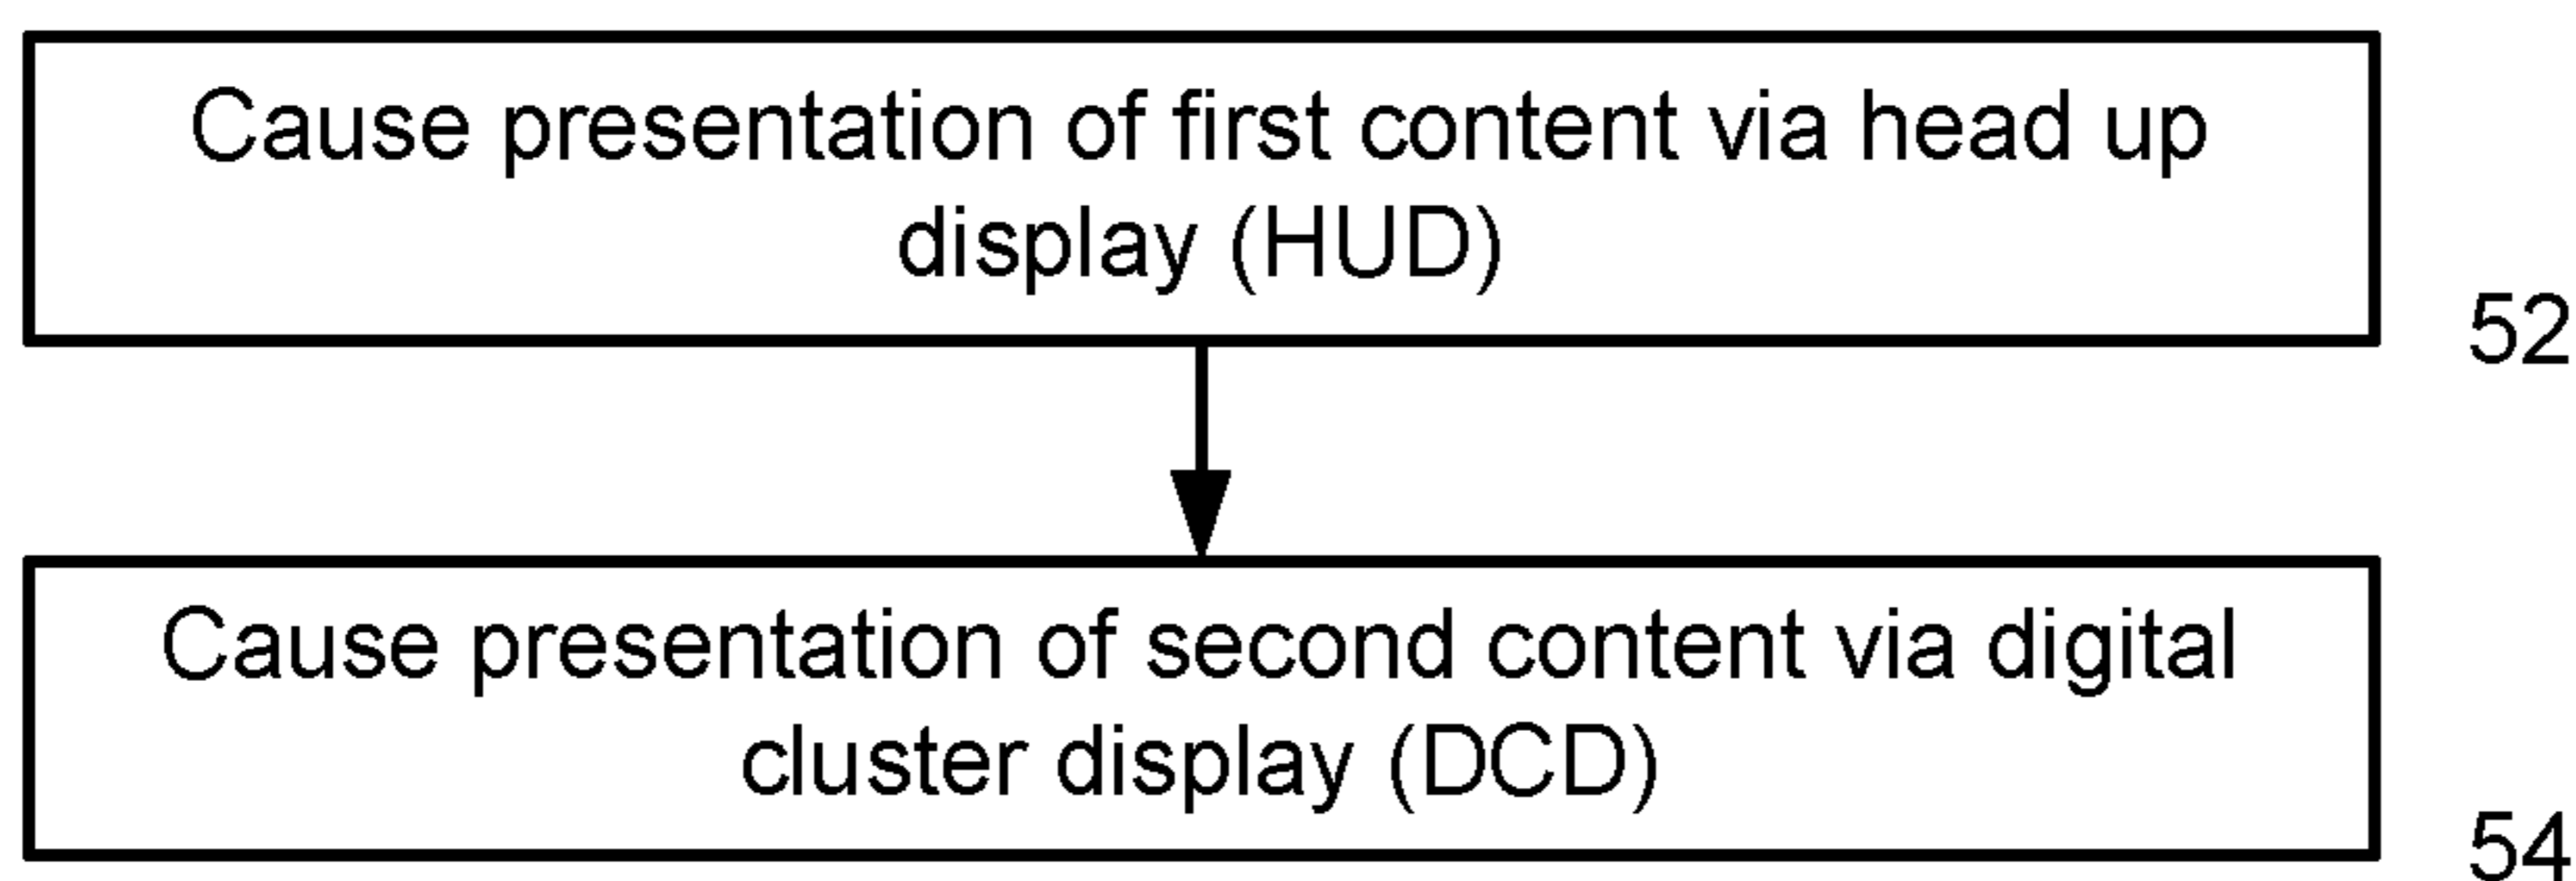 Cause presentation of first content via head up
display (HUD)
52
Cause presentation of second content via digital
cluster display (DCD)
54